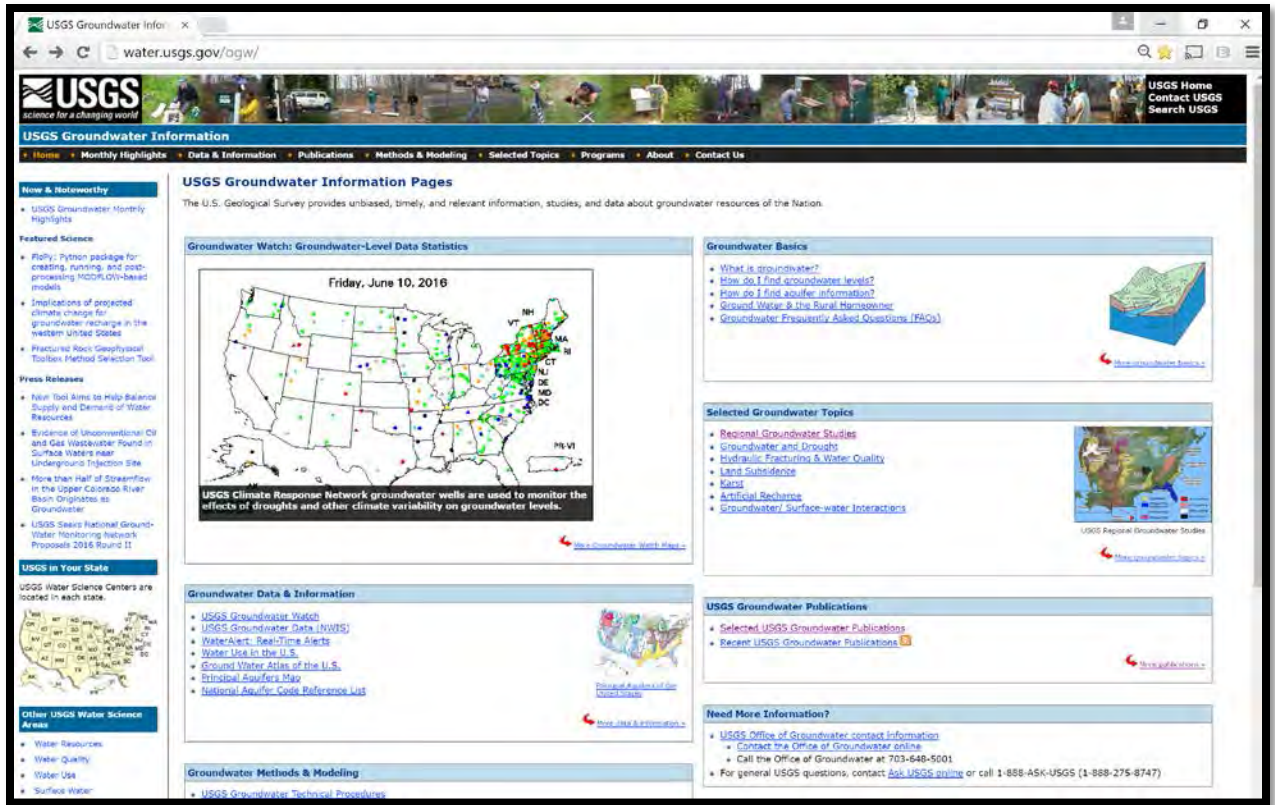 USGS Groundwater Infor
water.usgs.gov/ogw/
USGS
science for a changing world
USGS Home
Contact USGS
Search USGS
USGS Groundwater Information
Home
Monthly Highlights
Data & Information
Publications
Methods & Modeling
Selected Topics
Programs
About
Contact Us
Now & Noteworthy
USGS Groundwater Monthly
Highlights
Featured Science
FloPy: Python package for
creating, running, and post-
processing MODFLOW-based
models
Implications of projected
climate change for
groundwater recharge in the
western United States
Fractured Rock Geophysical
Toolbox Method Selection Tool
Press Releases
New Tool Aims to Help Balance
Supply and Demand of Water
Resources
Evidence of Unconventional Oil
and Gas Wastewater Found in
Surface Waters near
Underground Injection Site
More than Half of Streamflow
in the Upper Colorado River
Basin Originates as
Groundwater
USGS Seeks National Ground-
Water Monitoring Network
Proposals 2016 Round II
USGS in Your State
USGS Water Science Centers are
located in each state.
Other USGS Water Science
Areas
Water Resources
Water Quality
Water Use
Surface Water
USGS Groundwater Information Pages
The U.S. Geological Survey provides unbiased, timely, and relevant information, studies, and data about groundwater resources of the Nation.
Groundwater Watch: Groundwater-Level Data Statistics
Friday, June 10, 2016
NH
VT
MA
RI
CT
NJ
DE
MD
DC
PR-VI
USGS Climate Response Network groundwater wells are used to monitor the
effects of droughts and other climate variability on groundwater levels.
More Groundwater Watch Maps »
Groundwater Data & Information
USGS Groundwater Watch
USGS Groundwater Data (NWIS)
WaterAlert: Real-Time Alerts
Water Use in the U.S.
Ground Water Atlas of the U.S.
Principal Aquifers Map
National Aquifer Code Reference List
Principal Aquifers of the
United States
More data & information »
Groundwater Methods & Modeling
USGS Groundwater Technical Procedures
Groundwater Basics
What is groundwater?
How do I find groundwater levels?
How do I find aquifer information?
Ground Water & the Rural Homeowner
Groundwater Frequently Asked Questions (FAQs)
More groundwater basics »
Selected Groundwater Topics
Regional Groundwater Studies
Groundwater and Drought
Hydraulic Fracturing & Water Quality
Land Subsidence
Karst
Artificial Recharge
Groundwater/ Surface-water Interactions
USGS Regional Groundwater Studies
More groundwater topics »
USGS Groundwater Publications
Selected USGS Groundwater Publications
Recent USGS Groundwater Publications
More publications »
Need More Information?
USGS Office of Groundwater contact information
Contact the Office of Groundwater online
Call the Office of Groundwater at 703-648-5001
For general USGS questions, contact Ask USGS online or call 1-888-ASK-USGS (1-888-275-8747)